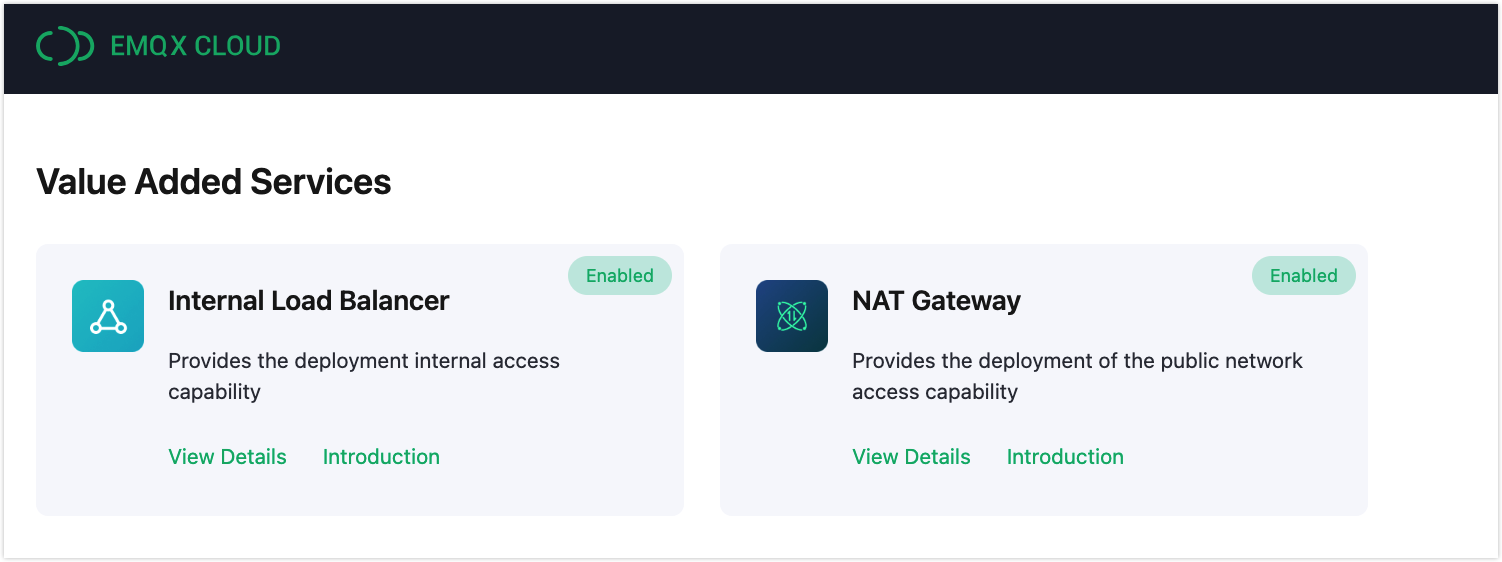 EMQX CLOUD
Value Added Services
Enabled
Internal Load Balancer
Provides the deployment internal access
capability
View Details Introduction
Enabled
NAT Gateway
Provides the deployment of the public network
access capability
View Details Introduction